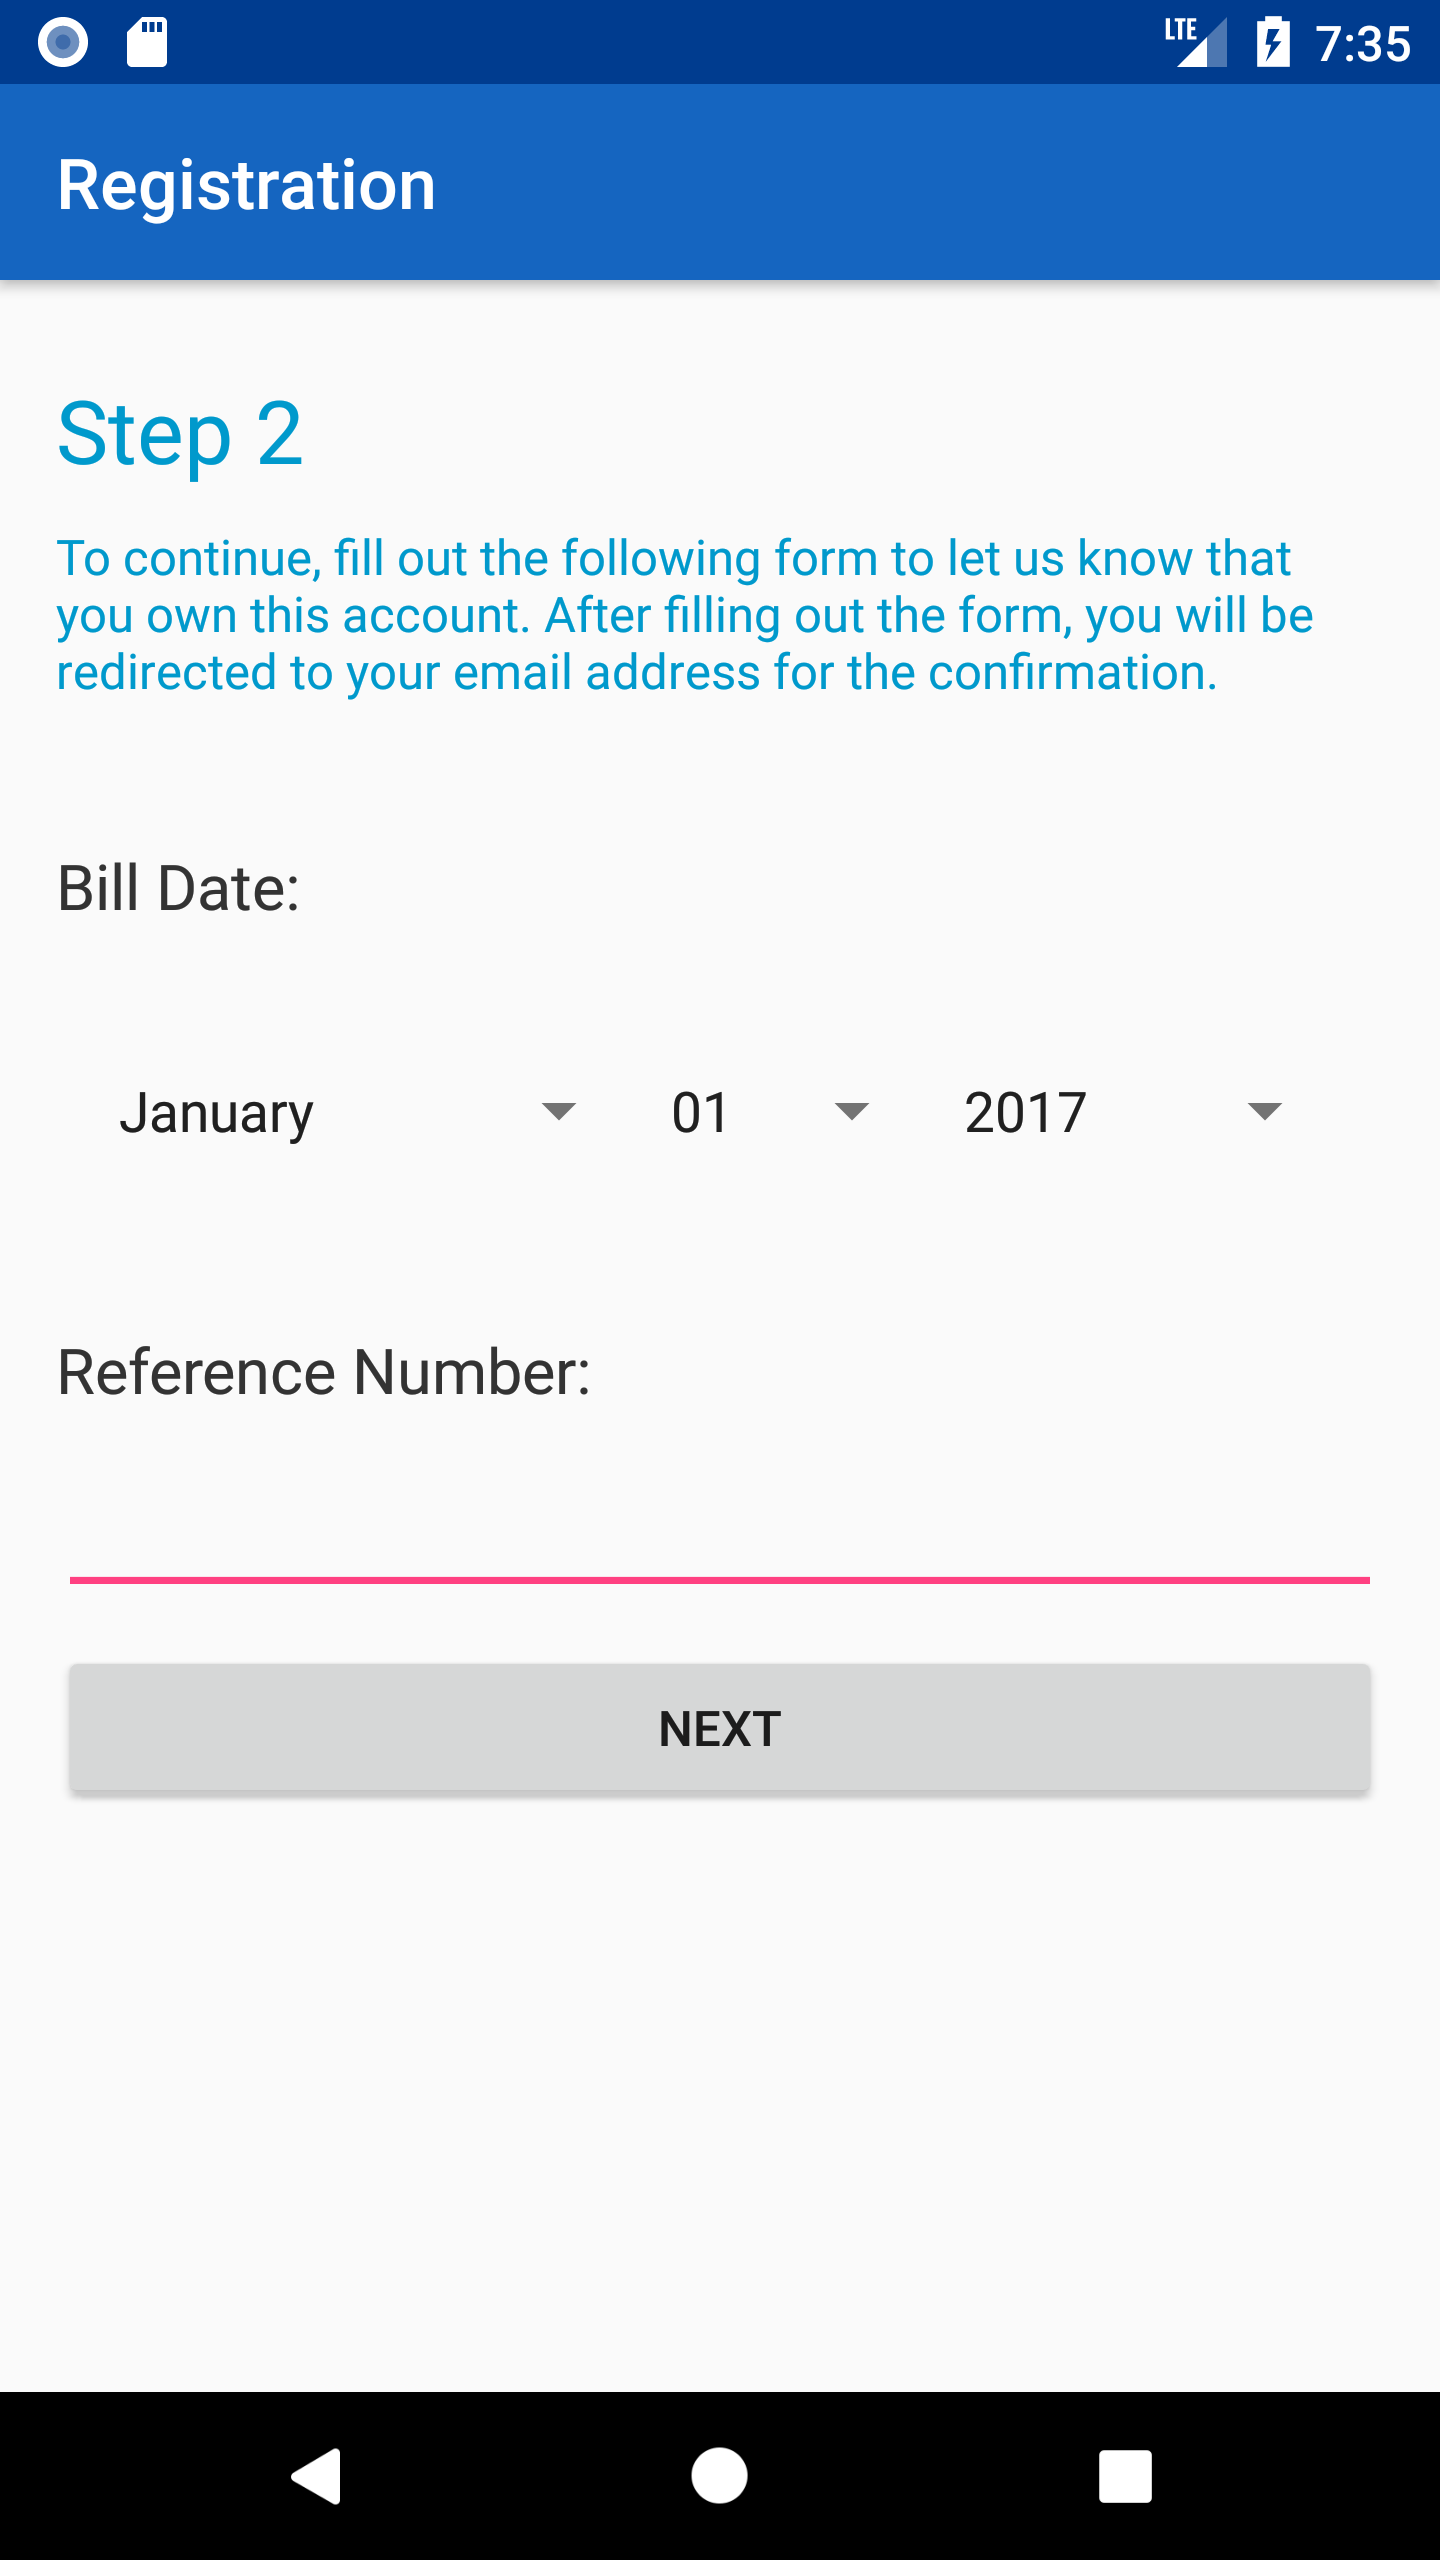 LTE 7:35
Registration
Step 2
To continue, fill out the following form to let us know that
you own this account. After filling out the form, you will be
redirected to your email address for the confirmation.
Bill Date:
January 01 2017
Reference Number:
NEXT